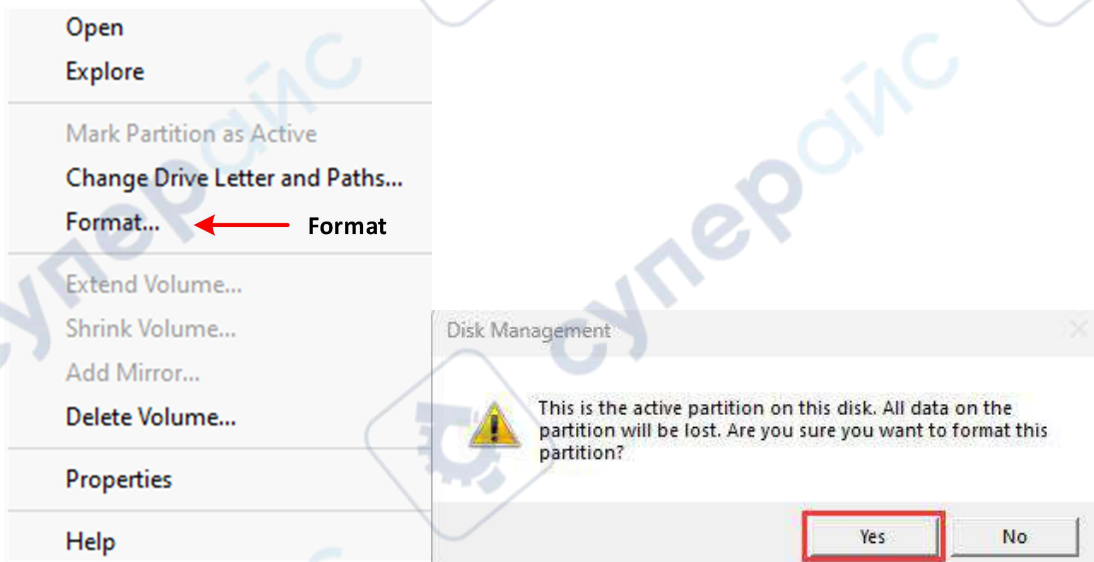 Open
Explore
Mark Partition as Active
Change Drive Letter and Paths...
Format...
Format
Extend Volume...
Shrink Volume...
Add Mirror...
Delete Volume...
Properties
Help
Disk Management
This is the active partition on this disk. All data on the
partition will be lost. Are you sure you want to format this
partition?
Yes
No
суперайс
суперайс